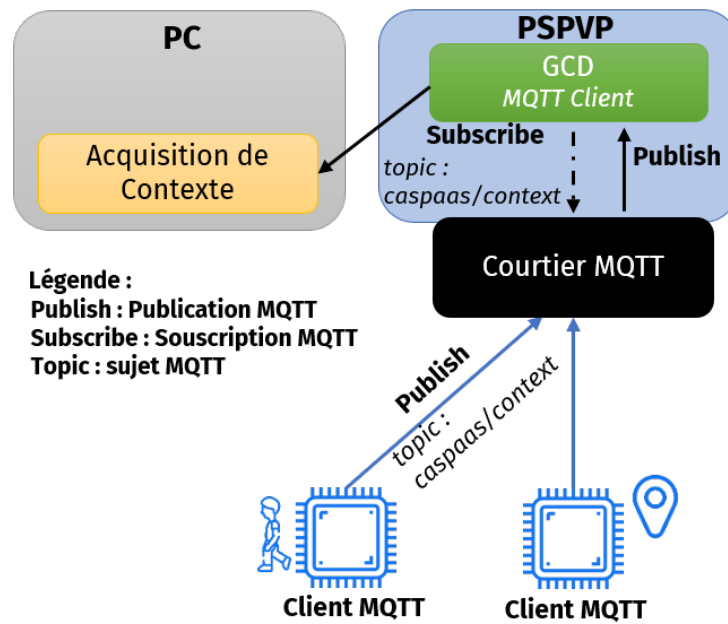 PC
PSPVP
GCD
MQTT Client
Acquisition de
Contexte
Subscribe
topic :
caspaas/context
Publish
Courtier MQTT
Légende :
Publish : Publication MQTT
Subscribe : Souscription MQTT
Topic : sujet MQTT
Publish
topic :
caspaas/context
Client MQTT
Client MQTT